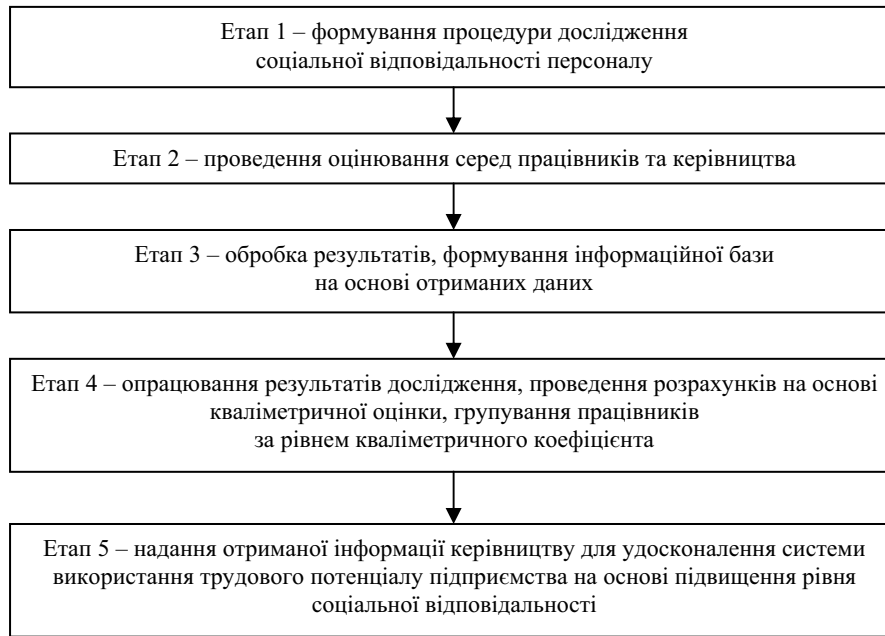 Етап 1 – формування процедури дослідження
соціальної відповідальності персоналу
Етап 2 – проведення оцінювання серед працівників та керівництва
Етап 3 – обробка результатів, формування інформаційної бази
на основі отриманих даних
Етап 4 – опрацювання результатів дослідження, проведення розрахунків на основі
кваліметричної оцінки, групування працівників
за рівнем кваліметричного коефіцієнта
Етап 5 – надання отриманої інформації керівництву для удосконалення системи
використання трудового потенціалу підприємства на основі підвищення рівня
соціальної відповідальності